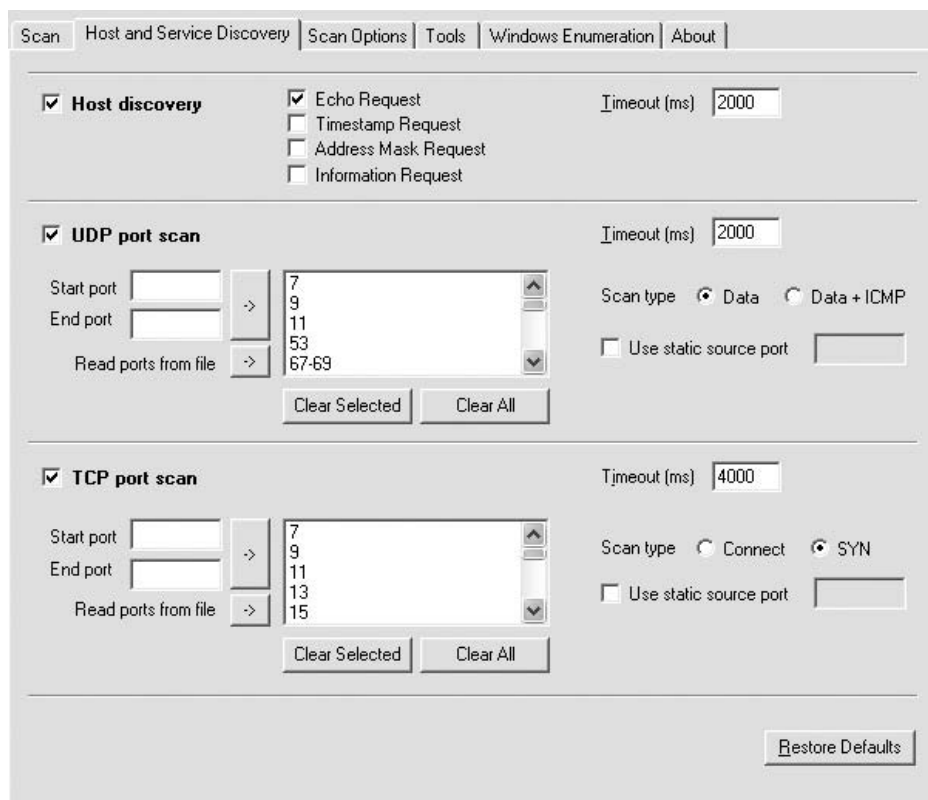 Scan Host and Service Discovery Scan Options Tools Windows Enumeration About
Host discovery
Echo Request
Timestamp Request
Address Mask Request
Information Request
Timeout (ms) 2000
UDP port scan
Timeout (ms) 2000
Start port
End port
->
Read ports from file ->
7
9
11
53
67-69
Clear Selected Clear All
Scan type Data Data + ICMP
Use static source port
TCP port scan
Timeout (ms) 4000
Start port
End port
->
Read ports from file ->
7
9
11
13
15
Clear Selected Clear All
Scan type Connect SYN
Use static source port
Restore Defaults